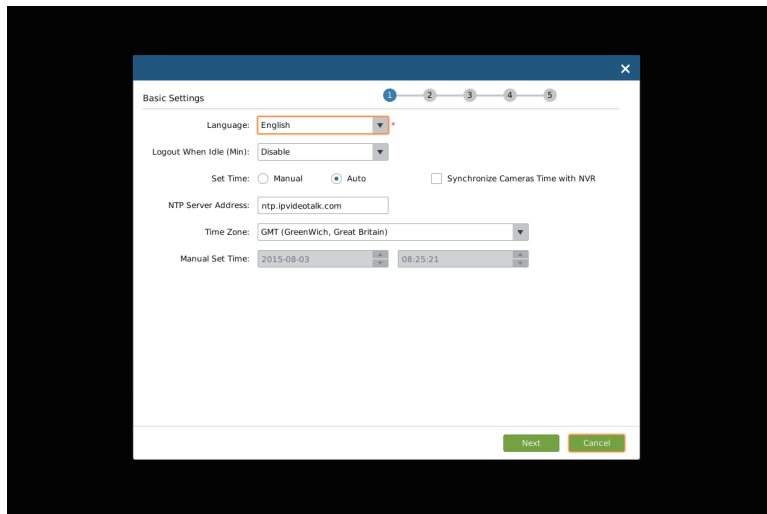 Basic Settings 1 2 3 4 5
Language: English *
Logout When Idle (Min): Disable
Set Time: Manual Auto Synchronize Cameras Time with NVR
NTP Server Address: ntp.ipvideotalk.com
Time Zone: GMT (GreenWich, Great Britain)
Manual Set Time: 2015-08-03 08:25:21
Next Cancel